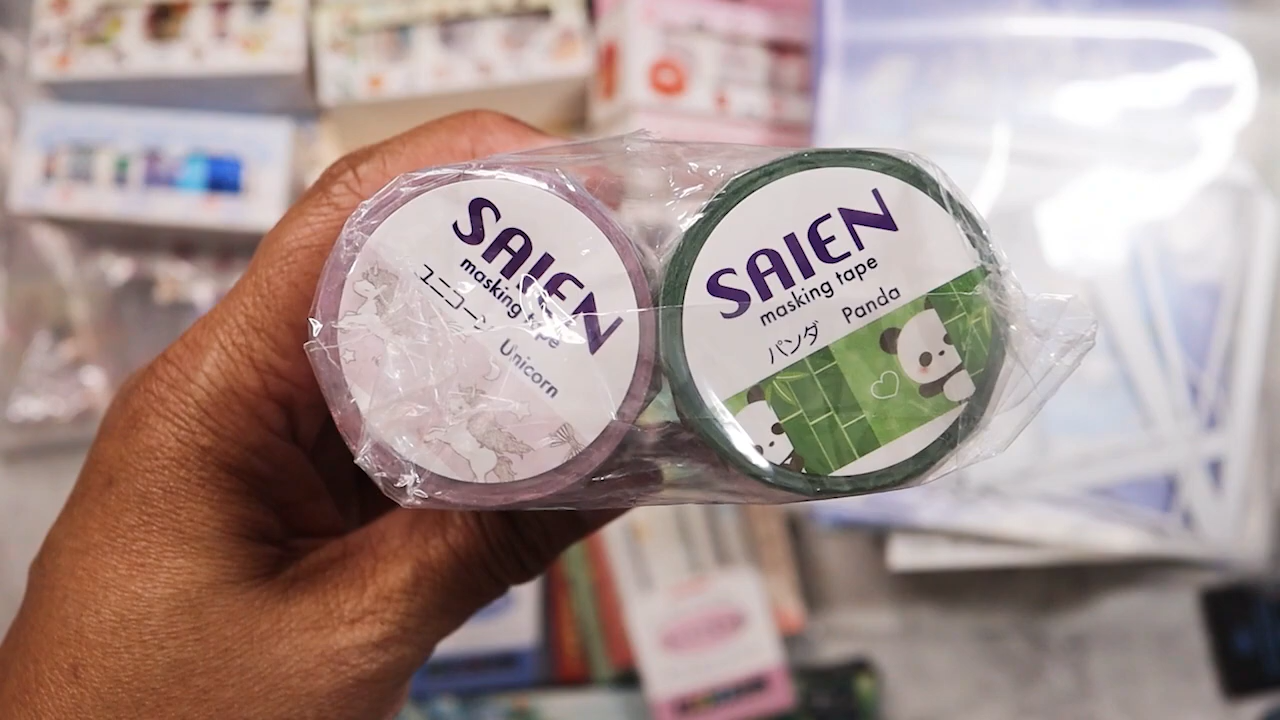 SAIEN
masking tape
ユニコーン Unicorn
SAIEN
masking tape
パンダ Panda